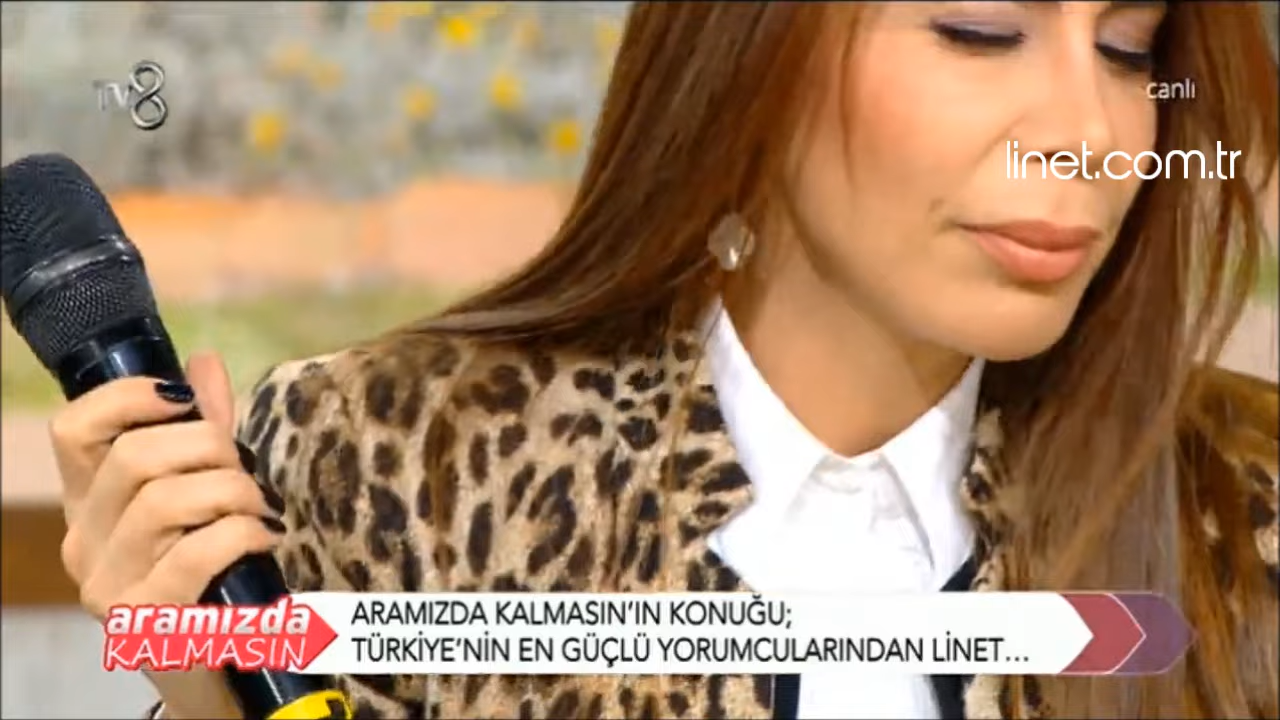 TV8
canlı
linet.com.tr
aramızda
KALMASIN
ARAMIZDA KALMASIN'IN KONUĞU;
TÜRKİYE'NİN EN GÜÇLÜ YORUMCULARINDAN LİNET...